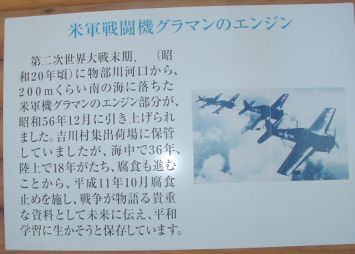 米軍戦闘機グラマンのエンジン
第二次世界大戦末期、(昭
和20年頃)に物部川河口から、
200mくらい南の海に落ちた
米軍機グラマンのエンジン部分が、
昭和56年12月に引き上げられ
ました。吉川村集出荷場に保管
していましたが、海中で36年、
陸上で18年がたち、腐食も進む
ことから、平成11年10月腐食
止めを施し、戦争が物語る貴重
な資料として未来に伝え、平和
学習に生かそうと保存しています。